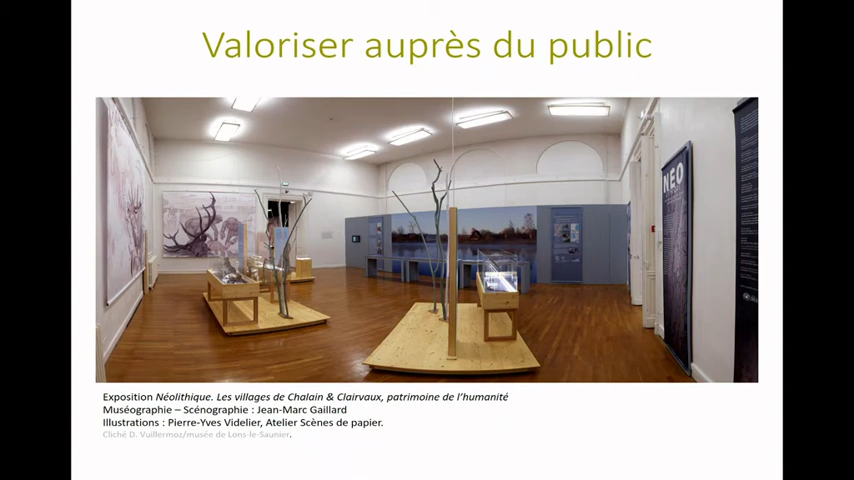 Valoriser auprès du public
NEO
Exposition Néolithique. Les villages de Chalain & Clairvaux, patrimoine de l'humanité
Muséographie – Scénographie : Jean-Marc Gaillard
Illustrations : Pierre-Yves Videlier, Atelier Scènes de papier.
Cliché D. Vuillermoz/musée de Lons-le-Saunier.